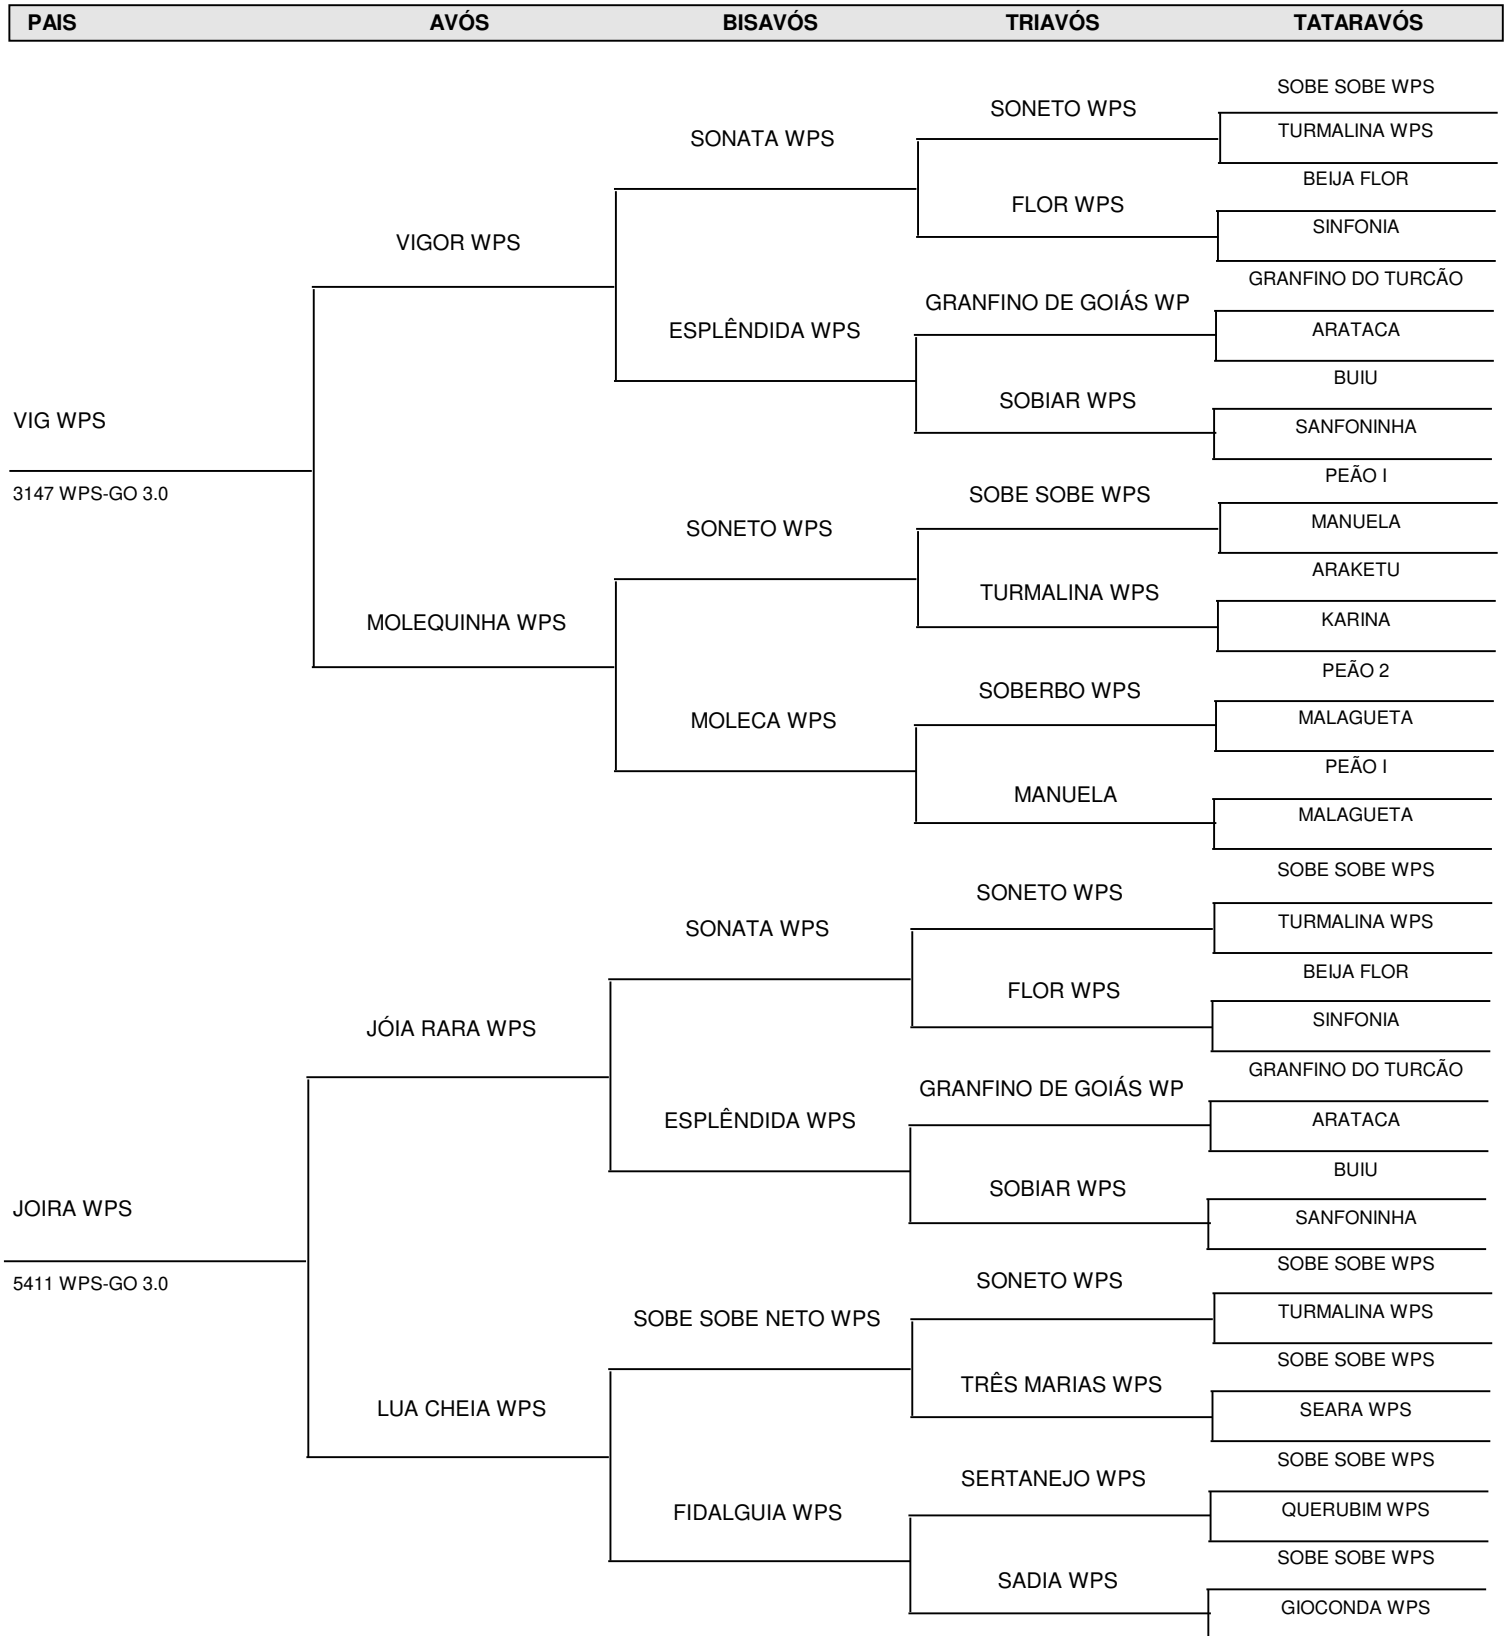 PAIS AVÓS BISAVÓS TRIAVÓS TATARAVÓS
SOBE SOBE WPS
SONETO WPS
TURMALINA WPS
SONATA WPS
BEIJA FLOR
FLOR WPS
SINFONIA
VIGOR WPS
GRANFINO DO TURCÃO
GRANFINO DE GOIÁS WP
ARATACA
ESPLÊNDIDA WPS
BUIU
SOBIAR WPS
SANFONINHA
VIG WPS
3147 WPS-GO 3.0
PEÃO I
SOBE SOBE WPS
MANUELA
SONETO WPS
ARAKETU
TURMALINA WPS
KARINA
MOLEQUINHA WPS
PEÃO 2
SOBERBO WPS
MALAGUETA
MOLECA WPS
PEÃO I
MANUELA
MALAGUETA
SOBE SOBE WPS
SONETO WPS
TURMALINA WPS
SONATA WPS
BEIJA FLOR
FLOR WPS
SINFONIA
JÓIA RARA WPS
GRANFINO DO TURCÃO
GRANFINO DE GOIÁS WP
ARATACA
ESPLÊNDIDA WPS
BUIU
SOBIAR WPS
SANFONINHA
JOIRA WPS
5411 WPS-GO 3.0
SOBE SOBE WPS
SONETO WPS
TURMALINA WPS
SOBE SOBE NETO WPS
SOBE SOBE WPS
TRÊS MARIAS WPS
SEARA WPS
LUA CHEIA WPS
SOBE SOBE WPS
SERTANEJO WPS
QUERUBIM WPS
FIDALGUIA WPS
SOBE SOBE WPS
SADIA WPS
GIOCONDA WPS